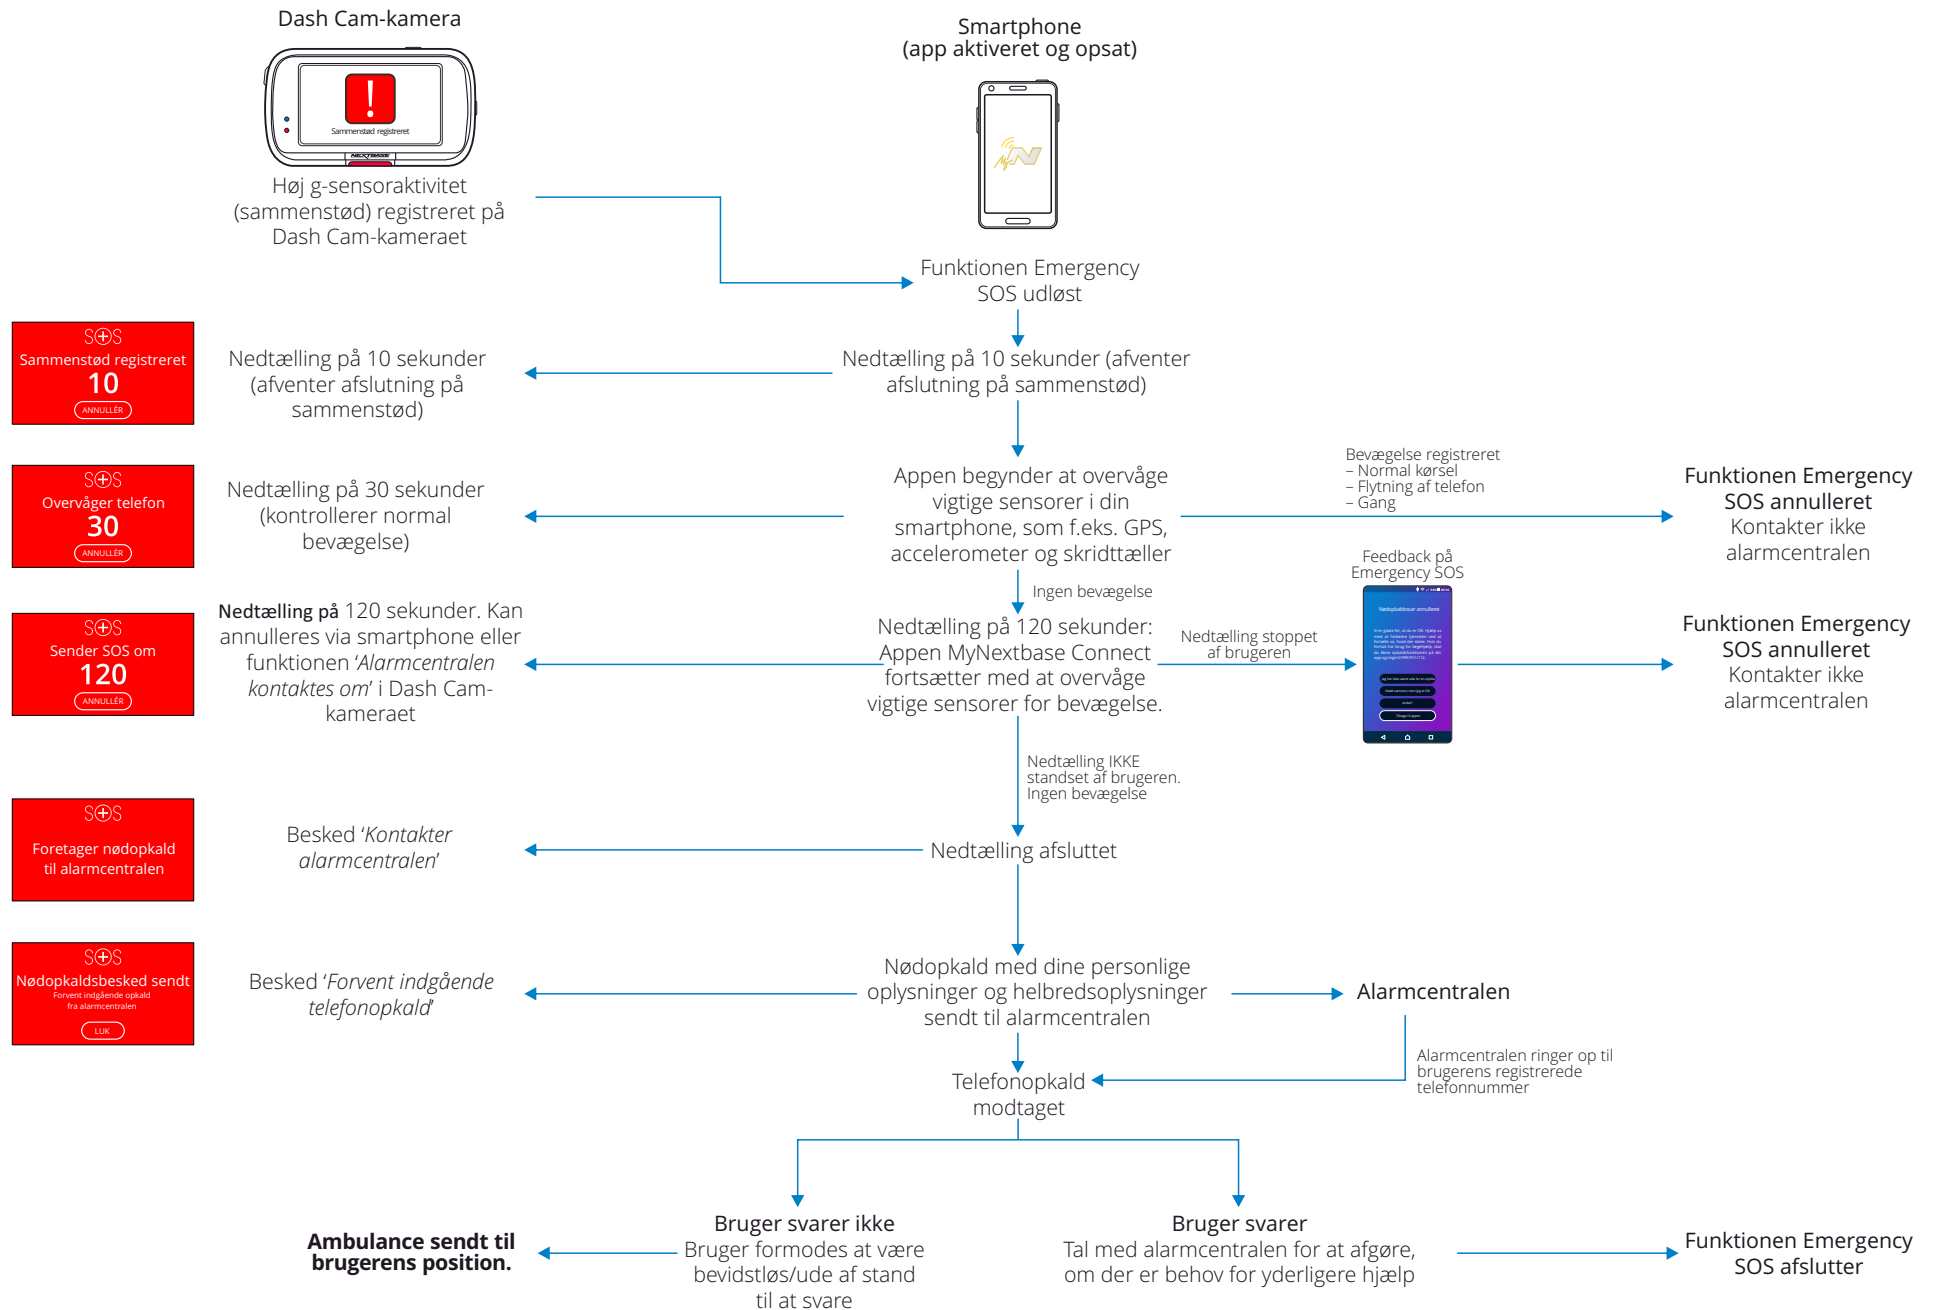 Dash Cam-kamera
Smartphone
(app aktiveret og opsat)
!
Sammenstød registreret
NEXTBASE
Høj g-sensoraktivitet
(sammenstød) registreret på
Dash Cam-kameraet
Funktionen Emergency
SOS udløst
SOS
Sammenstød registreret
10
ANNULLÉR
Nedtælling på 10 sekunder
(afventer afslutning på
sammenstød)
Nedtælling på 10 sekunder (afventer
afslutning på sammenstød)
SOS
Overvåger telefon
30
ANNULLÉR
Nedtælling på 30 sekunder
(kontrollerer normal
bevægelse)
Appen begynder at overvåge
vigtige sensorer i din
smartphone, som f.eks. GPS,
accelerometer og skridttæller
Bevægelse registreret
– Normal kørsel
– Flytning af telefon
– Gang
Funktionen Emergency
SOS annulleret
Kontakter ikke
alarmcentralen
Ingen bevægelse
Feedback på
Emergency SOS
SOS
Sender SOS om
120
ANNULLÉR
Nedtælling på 120 sekunder. Kan
annulleres via smartphone eller
funktionen ‘Alarmcentralen
kontaktes om’ i Dash Cam-
kameraet
Nedtælling på 120 sekunder:
Appen MyNextbase Connect
fortsætter med at overvåge
vigtige sensorer for bevægelse.
Nedtælling stoppet
af brugeren
Nødopkaldssvar annulleret
Funktionen Emergency
SOS annulleret
Kontakter ikke
alarmcentralen
Nedtælling IKKE
standset af brugeren.
Ingen bevægelse
SOS
Foretager nødopkald
til alarmcentralen
Besked ‘Kontakter
alarmcentralen’
Nedtælling afsluttet
SOS
Nødopkaldsbesked sendt
Forvent indgående opkald
fra alarmcentralen
LUK
Besked ‘Forvent indgående
telefonopkald’
Nødopkald med dine personlige
oplysninger og helbredsoplysninger
sendt til alarmcentralen
Alarmcentralen
Alarmcentralen ringer op til
brugerens registrerede
telefonnummer
Telefonopkald
modtaget
Ambulance sendt til
brugerens position.
Bruger svarer ikke
Bruger formodes at være
bevidstløs/ude af stand
til at svare
Bruger svarer
Tal med alarmcentralen for at afgøre,
om der er behov for yderligere hjælp
Funktionen Emergency
SOS afslutter